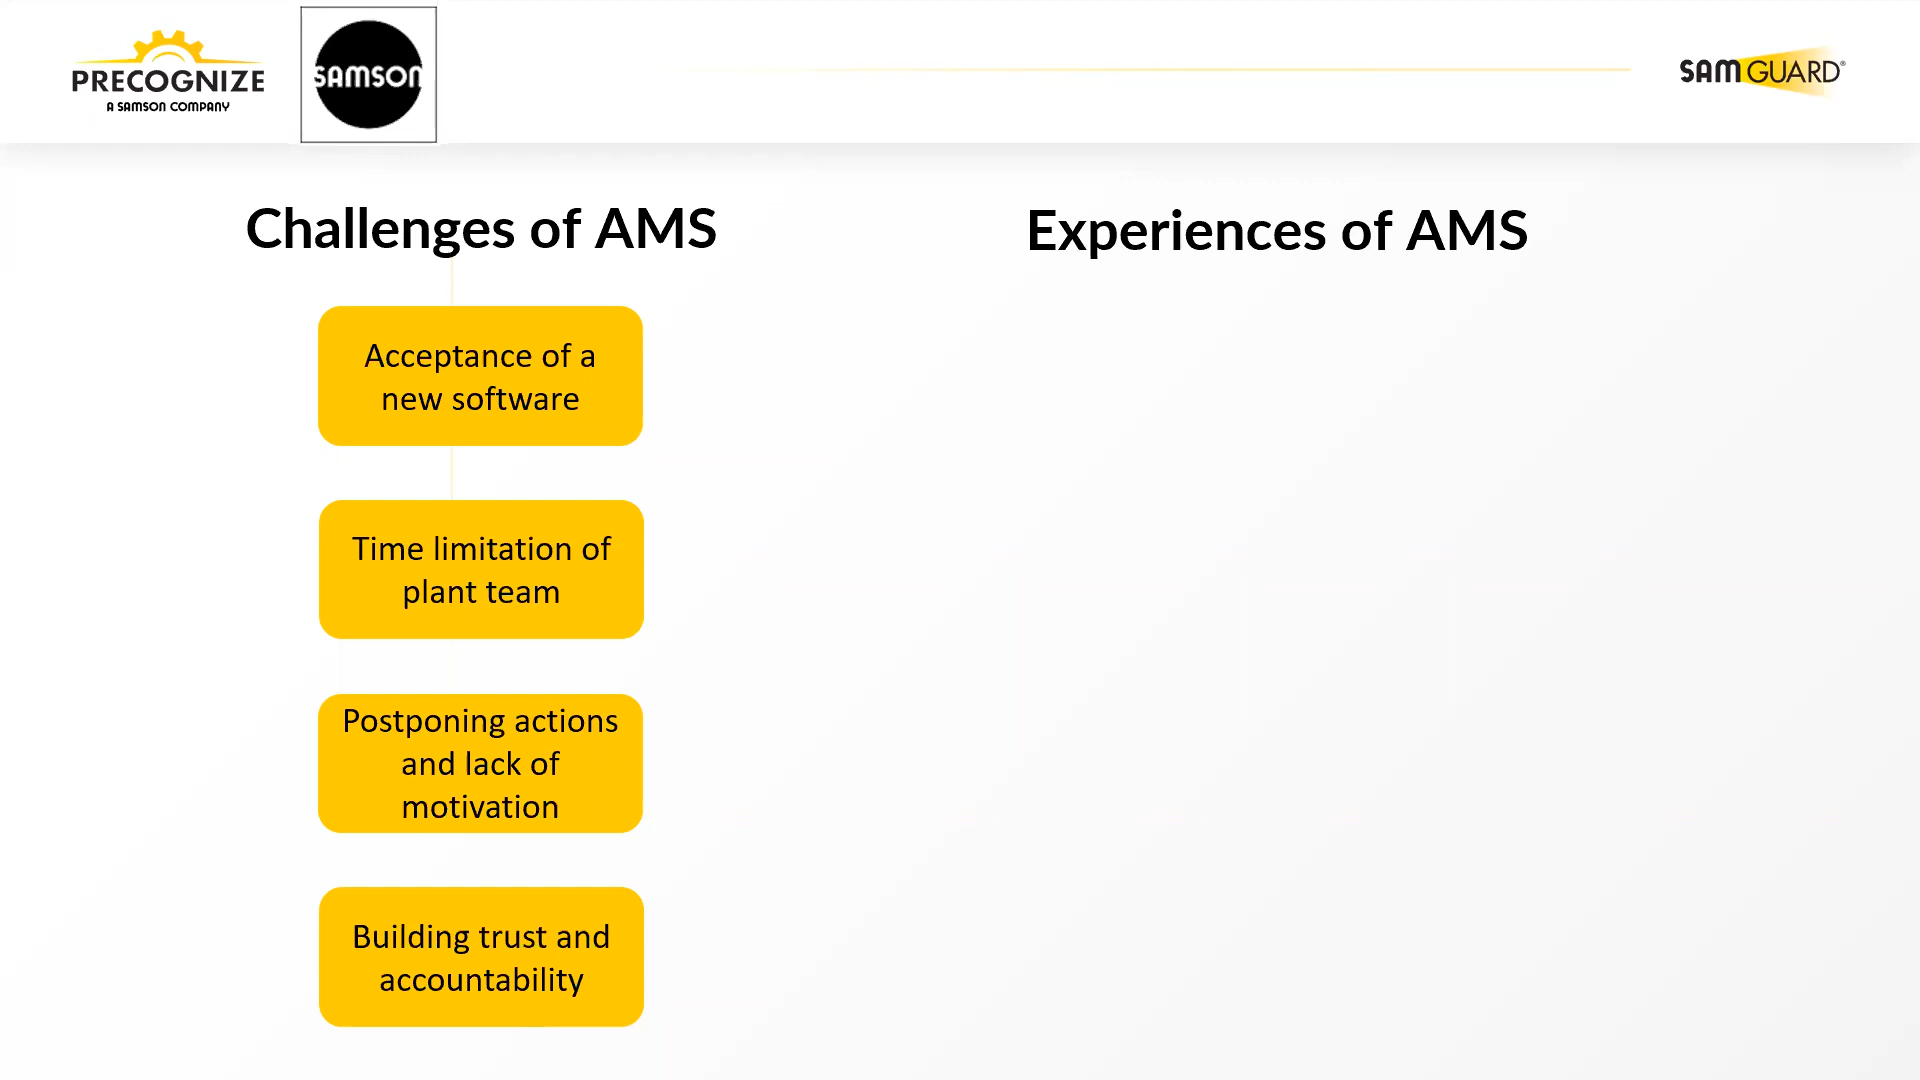 PRECOGNIZE
A SAMSON COMPANY
SAMSON
SAMGUARD®
Challenges of AMS
Acceptance of a
new software
Time limitation of
plant team
Postponing actions
and lack of
motivation
Building trust and
accountability
Experiences of AMS